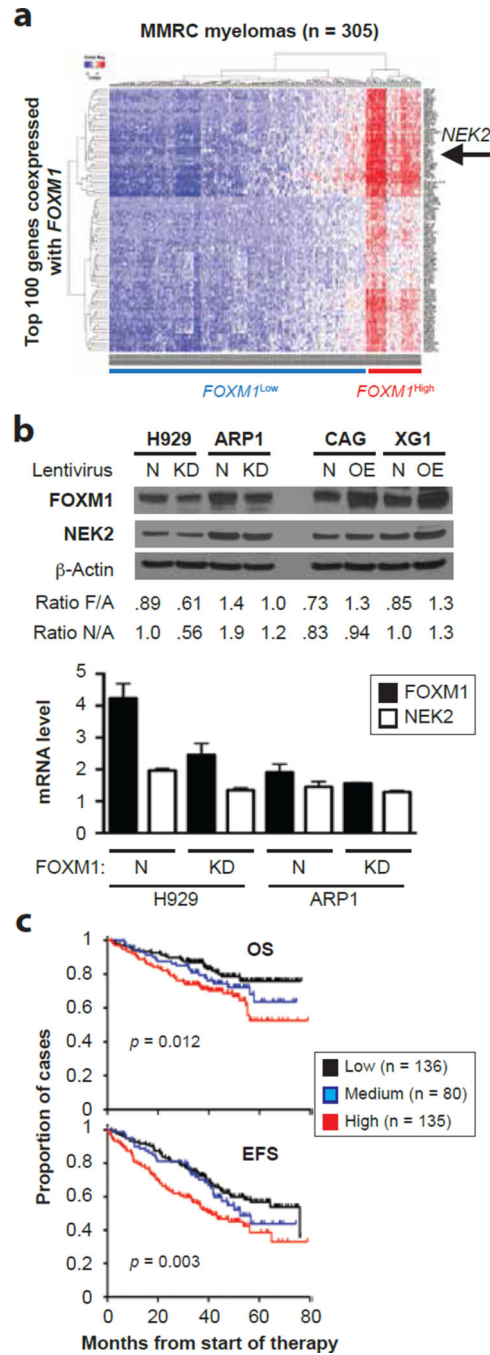 a
MMRC myelomas (n = 305)
Top 100 genes coexpressed
with FOXM1
NEK2
FOXM1Low
FOXM1High
b
H929 ARP1 CAG XG1
Lentivirus N KD N KD N OE N OE
FOXM1
NEK2
β-Actin
Ratio F/A .89 .61 1.4 1.0 .73 1.3 .85 1.3
Ratio N/A 1.0 .56 1.9 1.2 .83 .94 1.0 1.3
mRNA level
5
4
3
2
1
0
FOXM1
NEK2
FOXM1: N KD N KD
H929 ARP1
c
Proportion of cases
1
0.8
0.6
0.4
0.2
0
OS
p = 0.012
Low (n = 136)
Medium (n = 80)
High (n = 135)
1
0.8
0.6
0.4
0.2
0
EFS
p = 0.003
0 20 40 60 80
Months from start of therapy